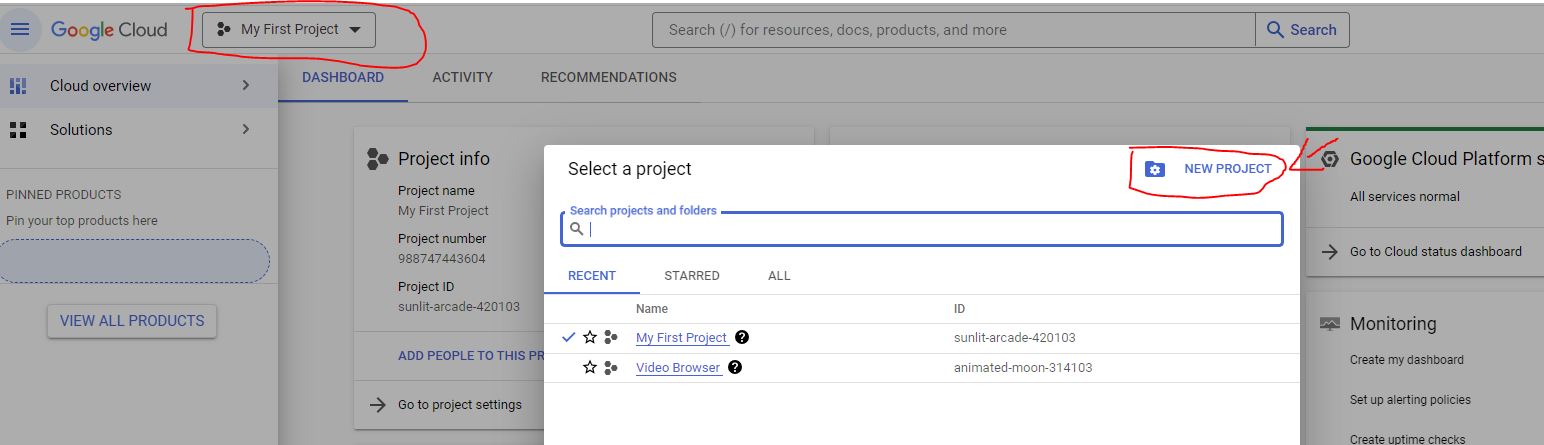 Google Cloud
My First Project
Search (/) for resources, docs, products, and more
Search
Cloud overview
Solutions
PINNED PRODUCTS
Pin your top products here
VIEW ALL PRODUCTS
DASHBOARD
ACTIVITY
RECOMMENDATIONS
Project info
Project name
My First Project
Project number
988747443604
Project ID
sunlit-arcade-420103
ADD PEOPLE TO THIS PR
Go to project settings
Select a project
NEW PROJECT
Search projects and folders
RECENT
STARRED
ALL
Name
ID
My First Project
sunlit-arcade-420103
Video Browser
animated-moon-314103
Google Cloud Platform s
All services normal
Go to Cloud status dashboard
Monitoring
Create my dashboard
Set up alerting policies
Create uptime checks